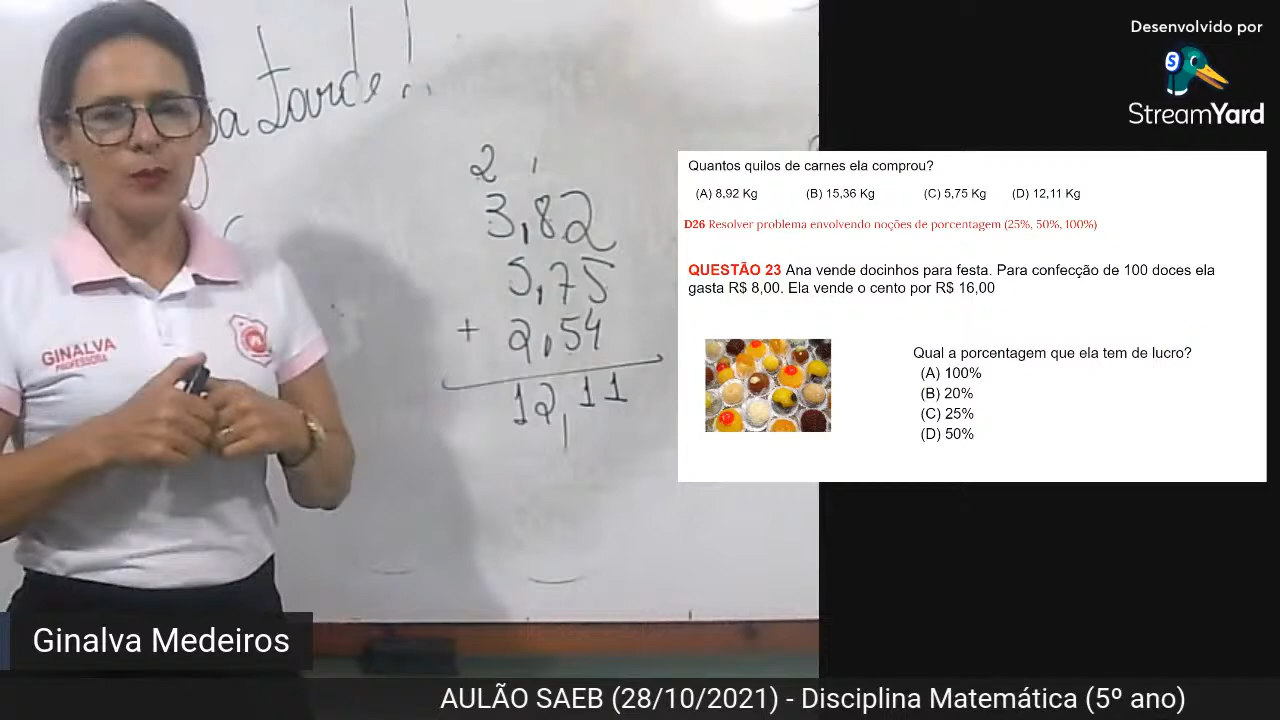 Desenvolvido por
StreamYard
a tarde!..
2 1
3,82
5,75
+ 2,54
12,11
GINALVA
PROFESSORA
Quantos quilos de carnes ela comprou?
(A) 8,92 Kg (B) 15,36 Kg (C) 5,75 Kg (D) 12,11 Kg
D26 Resolver problema envolvendo noções de porcentagem (25%, 50%, 100%)
QUESTÃO 23 Ana vende docinhos para festa. Para confecção de 100 doces ela
gasta R$ 8,00. Ela vende o cento por R$ 16,00
Qual a porcentagem que ela tem de lucro?
(A) 100%
(B) 20%
(C) 25%
(D) 50%
Ginalva Medeiros
AULÃO SAEB (28/10/2021) - Disciplina Matemática (5º ano)